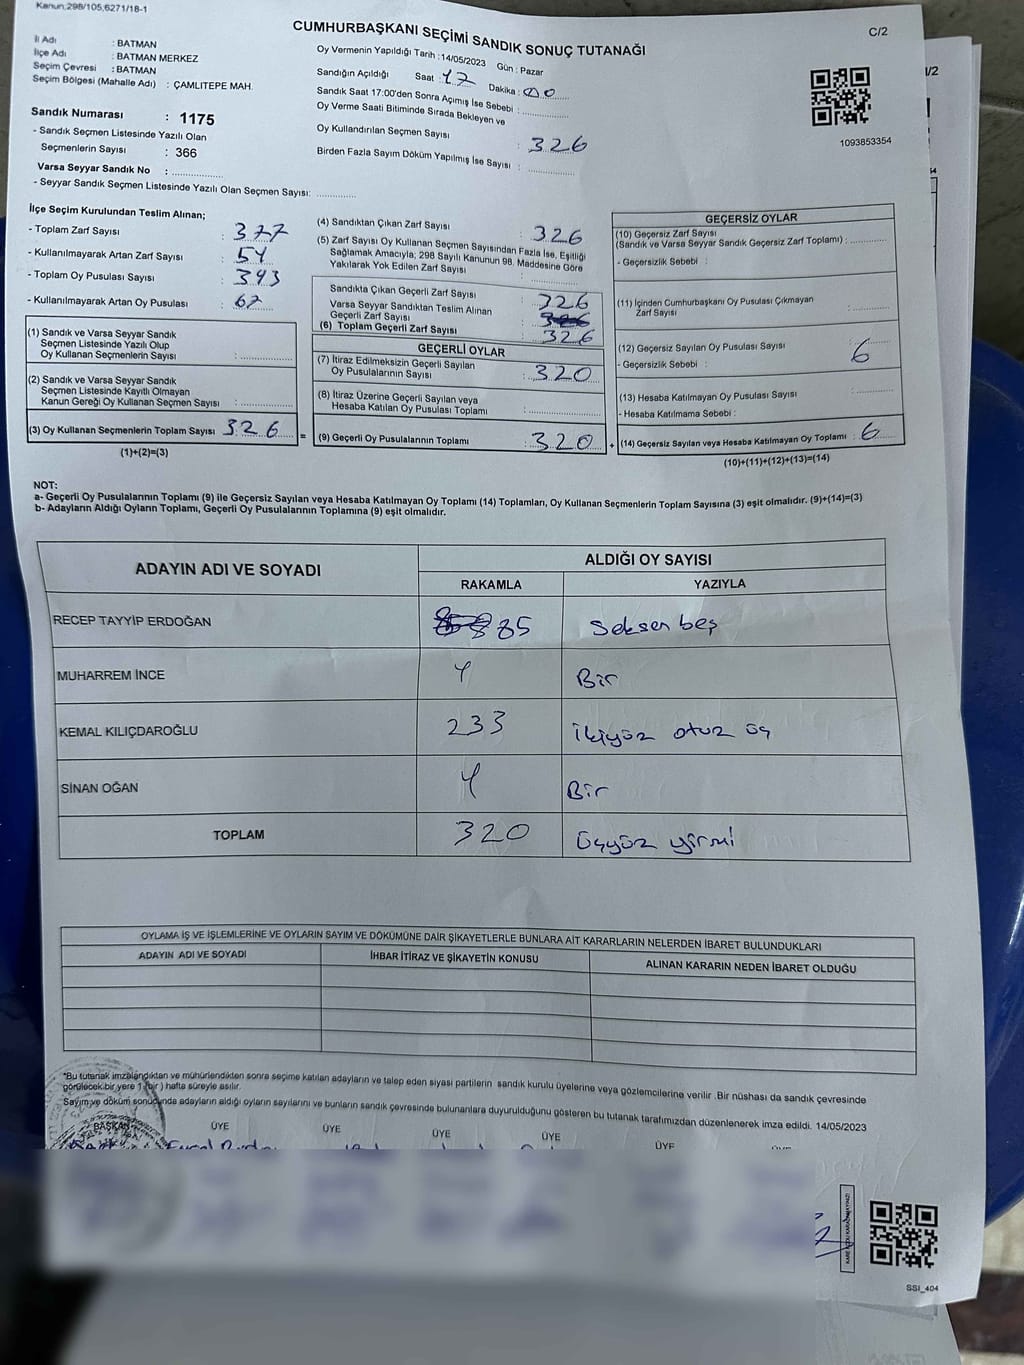 Kanun;298/105,6271/18-1
CUMHURBAŞKANI SEÇİMİ SANDIK SONUÇ TUTANAĞI
C/2
İl Adı : BATMAN
İlçe Adı : BATMAN MERKEZ
Seçim Çevresi : BATMAN
Seçim Bölgesi (Mahalle Adı) : ÇAMLITEPE MAH.
Sandık Numarası : 1175
- Sandık Seçmen Listesinde Yazılı Olan
Seçmenlerin Sayısı : 366
Varsa Seyyar Sandık No :
- Seyyar Sandık Seçmen Listesinde Yazılı Olan Seçmen Sayısı:
Oy Vermenin Yapıldığı Tarih : 14/05/2023 Gün : Pazar
Sandığın Açıldığı Saat : 17 Dakika : 00
Sandık Saat 17:00'den Sonra Açımış İse Sebebi :
Oy Verme Saati Bitiminde Sırada Bekleyen ve
Oy Kullandırılan Seçmen Sayısı : 326
Birden Fazla Sayım Döküm Yapılmış İse Sayısı :
1093853354
1/2
İlçe Seçim Kurulundan Teslim Alınan;
- Toplam Zarf Sayısı : 377
- Kullanılmayarak Artan Zarf Sayısı : 51
- Toplam Oy Pusulası Sayısı : 393
- Kullanılmayarak Artan Oy Pusulası : 67
(1) Sandık ve Varsa Seyyar Sandık
Seçmen Listesinde Yazılı Olup
Oy Kullanan Seçmenlerin Sayısı :
(2) Sandık ve Varsa Seyyar Sandık
Seçmen Listesinde Kayıtlı Olmayan
Kanun Gereği Oy Kullanan Seçmen Sayısı :
(3) Oy Kullanan Seçmenlerin Toplam Sayısı 326
(1)+(2)=(3)
=
(4) Sandıktan Çıkan Zarf Sayısı : 326
(5) Zarf Sayısı Oy Kullanan Seçmen Sayısından Fazla İse, Eşitliği
Sağlamak Amacıyla; 298 Sayılı Kanunun 98. Maddesine Göre
Yakılarak Yok Edilen Zarf Sayısı :
Sandıkta Çıkan Geçerli Zarf Sayısı : 326
Varsa Seyyar Sandıktan Teslim Alınan
Geçerli Zarf Sayısı :
(6) Toplam Geçerli Zarf Sayısı : 326
GEÇERLİ OYLAR
(7) İtiraz Edilmeksizin Geçerli Sayılan
Oy Pusulalarının Sayısı : 320
(8) İtiraz Üzerine Geçerli Sayılan veya
Hesaba Katılan Oy Pusulası Toplamı :
(9) Geçerli Oy Pusulalarının Toplamı : 320
+
GEÇERSİZ OYLAR
(10) Geçersiz Zarf Sayısı
(Sandık ve Varsa Seyyar Sandık Geçersiz Zarf Toplamı) :
- Geçersizlik Sebebi :
(11) İçinden Cumhurbaşkanı Oy Pusulası Çıkmayan
Zarf Sayısı :
(12) Geçersiz Sayılan Oy Pusulası Sayısı : 6
- Geçersizlik Sebebi :
(13) Hesaba Katılmayan Oy Pusulası Sayısı :
- Hesaba Katılmama Sebebi :
(14) Geçersiz Sayılan veya Hesaba Katılmayan Oy Toplamı : 6
(10)+(11)+(12)+(13)=(14)
NOT:
a- Geçerli Oy Pusulalarının Toplamı (9) ile Geçersiz Sayılan veya Hesaba Katılmayan Oy Toplamı (14) Toplamları, Oy Kullanan Seçmenlerin Toplam Sayısına (3) eşit olmalıdır. (9)+(14)=(3)
b- Adayların Aldığı Oyların Toplamı, Geçerli Oy Pusulalarının Toplamına (9) eşit olmalıdır.
ADAYIN ADI VE SOYADI
ALDIĞI OY SAYISI
RAKAMLA YAZIYLA
RECEP TAYYİP ERDOĞAN 85 Seksen beş
MUHARREM İNCE 1 Bir
KEMAL KILIÇDAROĞLU 233 ikiyüz otuz üç
SİNAN OĞAN 1 Bir
TOPLAM 320 üçyüz yirmi
OYLAMA İŞ VE İŞLEMLERİNE VE OYLARIN SAYIM VE DÖKÜMÜNE DAİR ŞİKAYETLERLE BUNLARA AİT KARARLARIN NELERDEN İBARET BULUNDUKLARI
ADAYIN ADI VE SOYADI İHBAR İTİRAZ VE ŞİKAYETİN KONUSU ALINAN KARARIN NEDEN İBARET OLDUĞU
*Bu tutanak imzalandıktan ve mühürlendikten sonra seçime katılan adayların ve talep eden siyasi partilerin sandık kurulu üyelerine veya gözlemcilerine verilir .Bir nüshası da sandık çevresinde
görülecek bir yere 1 (bir ) hafta süreyle asılır.
Sayım ve döküm sonucunda adayların aldığı oyların sayılarını ve bunların sandık çevresinde bulunanlara duyurulduğunu gösteren bu tutanak tarafımızdan düzenlenerek imza edildi. 14/05/2023
BAŞKAN ÜYE ÜYE ÜYE ÜYE ÜYE
SSİ_404